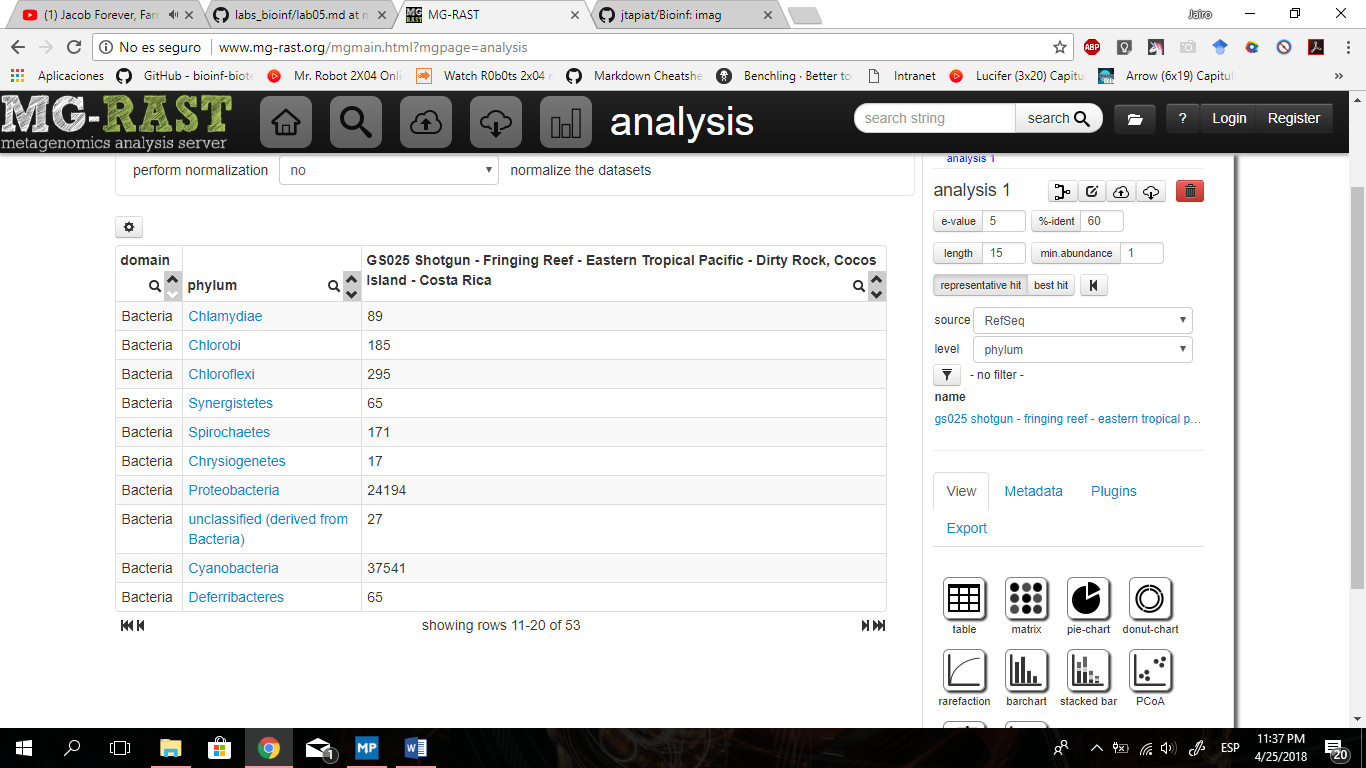 (1) Jacob Forever, Farr
labs_bioinf/lab05.md at n
MG-RAST
jtapiat/Bioinf: imag
Jairo
No es seguro
www.mg-rast.org/mgmain.html?mgpage=analysis
ABP
Aplicaciones
GitHub - bioinf-biote
Mr. Robot 2X04 Onli
Watch R0b0ts 2x04 n
Markdown Cheatshe
Benchling · Better to
Intranet
Lucifer (3x20) Capitu
Arrow (6x19) Capitul
»
MG-RAST
metagenomics analysis server
analysis
search string
search
?
Login
Register
perform normalization
no
normalize the datasets
domain
phylum
GS025 Shotgun - Fringing Reef - Eastern Tropical Pacific - Dirty Rock, Cocos
Island - Costa Rica
Bacteria Chlamydiae 89
Bacteria Chlorobi 185
Bacteria Chloroflexi 295
Bacteria Synergistetes 65
Bacteria Spirochaetes 171
Bacteria Chrysiogenetes 17
Bacteria Proteobacteria 24194
Bacteria unclassified (derived from 27
Bacteria)
Bacteria Cyanobacteria 37541
Bacteria Deferribacteres 65
showing rows 11-20 of 53
analysis 1
analysis 1
e-value 5 %-ident 60
length 15 min.abundance 1
representative hit best hit
source RefSeq
level phylum
- no filter -
name
gs025 shotgun - fringing reef - eastern tropical p...
View Metadata Plugins
Export
table matrix pie-chart donut-chart
rarefaction barchart stacked bar PCoA
1
MP
W
ESP
11:37 PM
4/25/2018
20